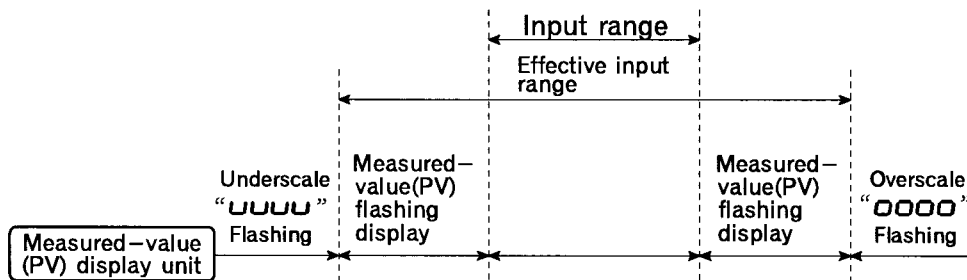 Input range
Effective input
range
Underscale
“uuuu”
Flashing
Measured-
value(PV)
flashing
display
Measured-
value(PV)
flashing
display
Overscale
“oooo”
Flashing
Measured-value
(PV) display unit